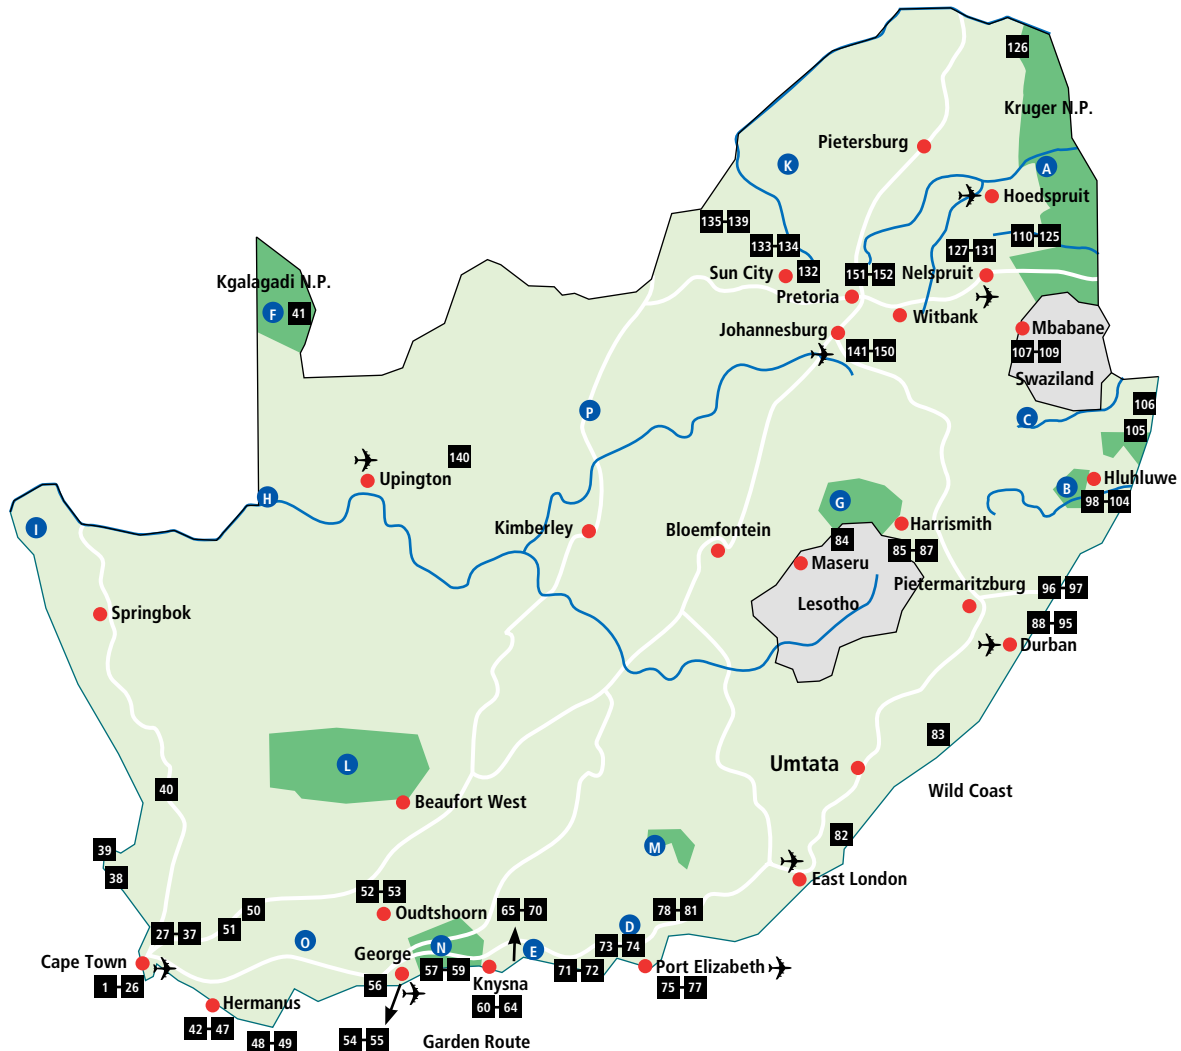 126
Kruger N.P.
Pietersburg
K
A
Hoedspruit
135-139
110-125
133-134
127-131
Sun City
132
151-152
Nelspruit
Kgalagadi N.P.
Pretoria
F
41
Witbank
Johannesburg
Mbabane
141-150
107-109
Swaziland
106
P
C
105
140
Upington
Hluhluwe
B
H
G
98-104
I
Kimberley
Bloemfontein
Harrismith
84
85-87
Maseru
Pietermaritzburg
96-97
Lesotho
Springbok
88-95
Durban
83
L
Umtata
40
Wild Coast
Beaufort West
82
M
39
38
East London
52-53
50
Oudtshoorn
65-70
78-81
51
27-37
D
O
N
E
73-74
George
Cape Town
57-59
71-72
Port Elizabeth
1-26
56
Knysna
75-77
Hermanus
60-64
42-47
48-49
54-55
Garden Route